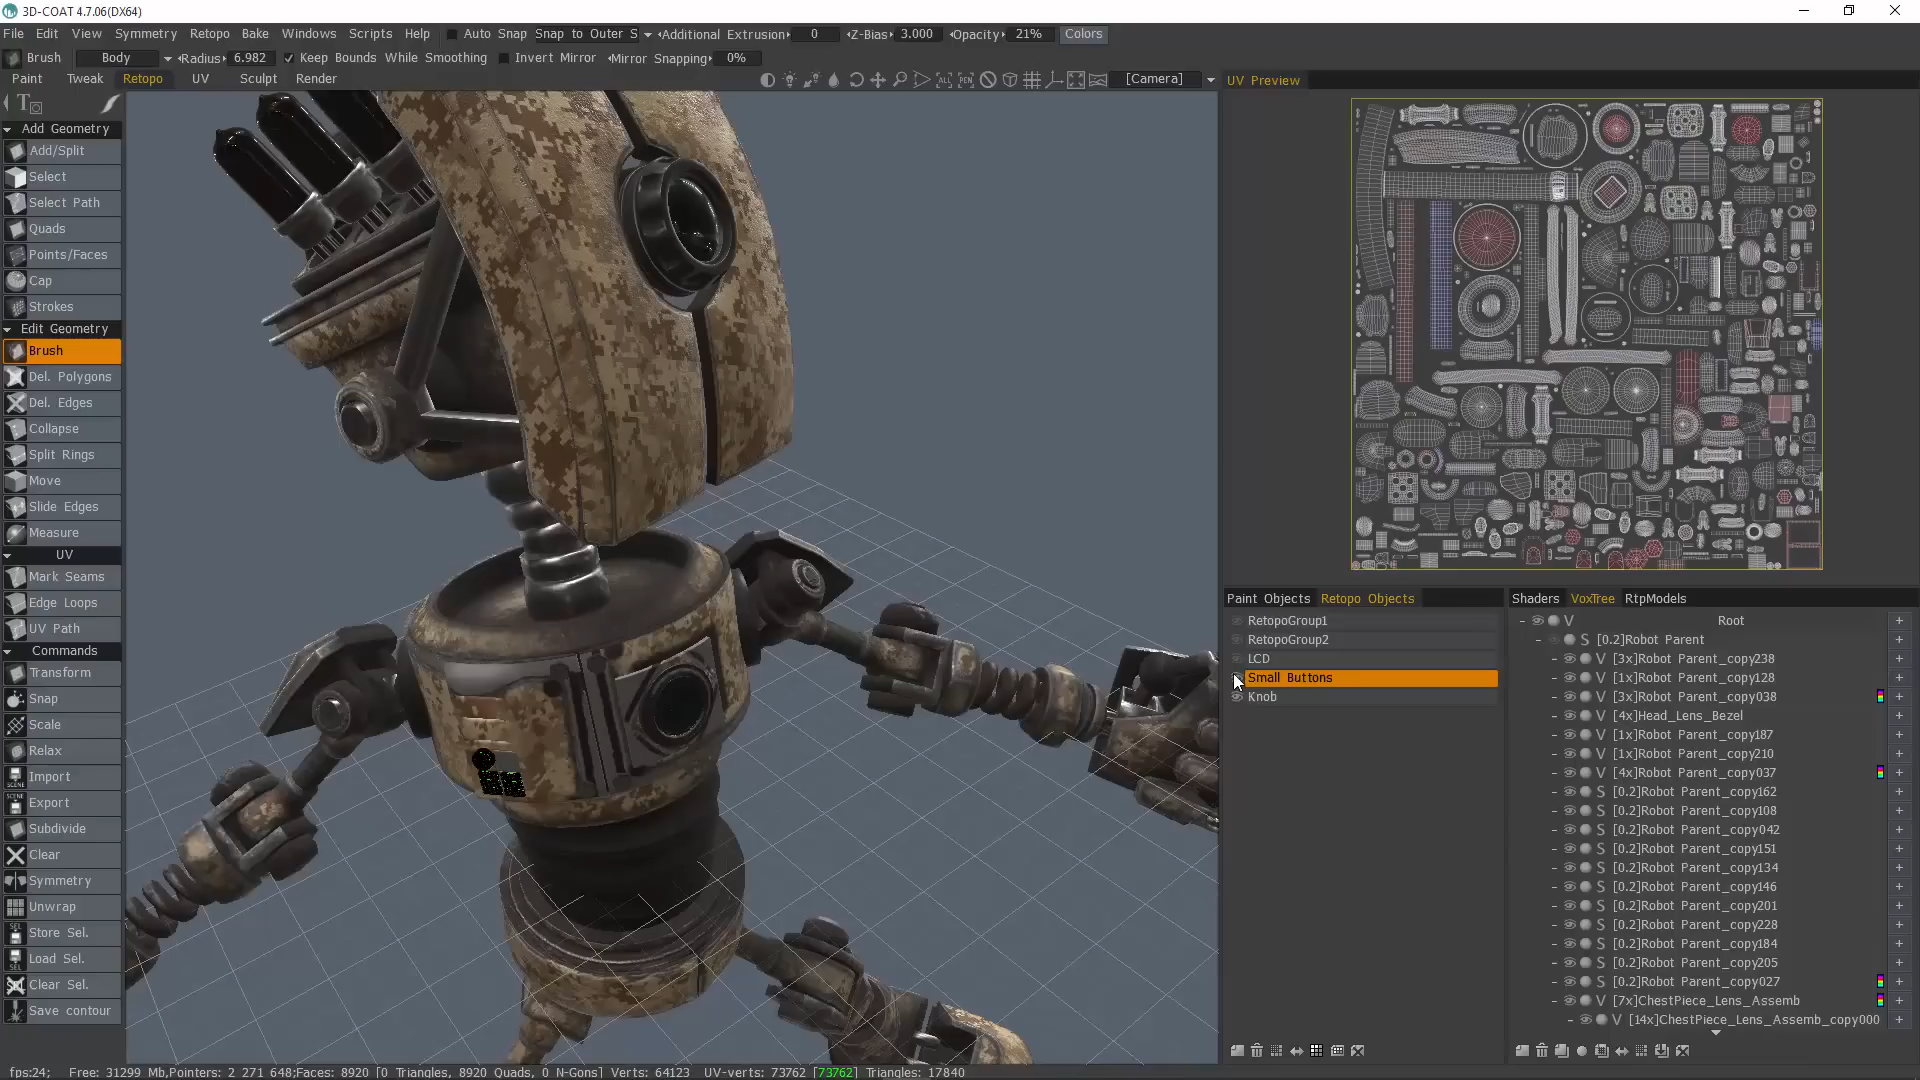 3D-COAT 4.7.06(DX64)
File Edit View Symmetry Retopo Bake Windows Scripts Help Auto Snap Snap to Outer S Additional Extrusion 0 Z-Bias 3.000 Opacity 21% Colors
Brush Body Radius 6.982 Keep Bounds While Smoothing Invert Mirror Mirror Snapping 0%
Paint Tweak Retopo UV Sculpt Render ALL PEN [Camera] UV Preview
Add Geometry
Add/Split
Select
Select Path
Quads
Points/Faces
Cap
Strokes
Edit Geometry
Brush
Del. Polygons
Del. Edges
Collapse
Split Rings
Move
Slide Edges
Measure
UV
Mark Seams
Edge Loops
UV Path
Commands
Transform
Snap
Scale
Relax
Import
Export
Subdivide
Clear
Symmetry
Unwrap
Store Sel.
Load Sel.
Clear Sel.
Save contour
Paint Objects Retopo Objects
RetopoGroup1
RetopoGroup2
LCD
Small Buttons
Knob
Shaders VoxTree RtpModels
V Root
S [0.2]Robot Parent
V [3x]Robot Parent_copy238
V [1x]Robot Parent_copy128
V [3x]Robot Parent_copy038
V [4x]Head_Lens_Bezel
V [1x]Robot Parent_copy187
V [1x]Robot Parent_copy210
V [4x]Robot Parent_copy037
S [0.2]Robot Parent_copy162
S [0.2]Robot Parent_copy108
S [0.2]Robot Parent_copy042
S [0.2]Robot Parent_copy151
S [0.2]Robot Parent_copy134
S [0.2]Robot Parent_copy146
S [0.2]Robot Parent_copy201
S [0.2]Robot Parent_copy228
S [0.2]Robot Parent_copy184
S [0.2]Robot Parent_copy205
S [0.2]Robot Parent_copy027
V [7x]ChestPiece_Lens_Assemb
V [14x]ChestPiece_Lens_Assemb_copy000
fps:24; Free: 31299 Mb,Pointers: 2 271 648;Faces: 8920 [0 Triangles, 8920 Quads, 0 N-Gons] Verts: 64123 UV-verts: 73762 [73762] Triangles: 17840